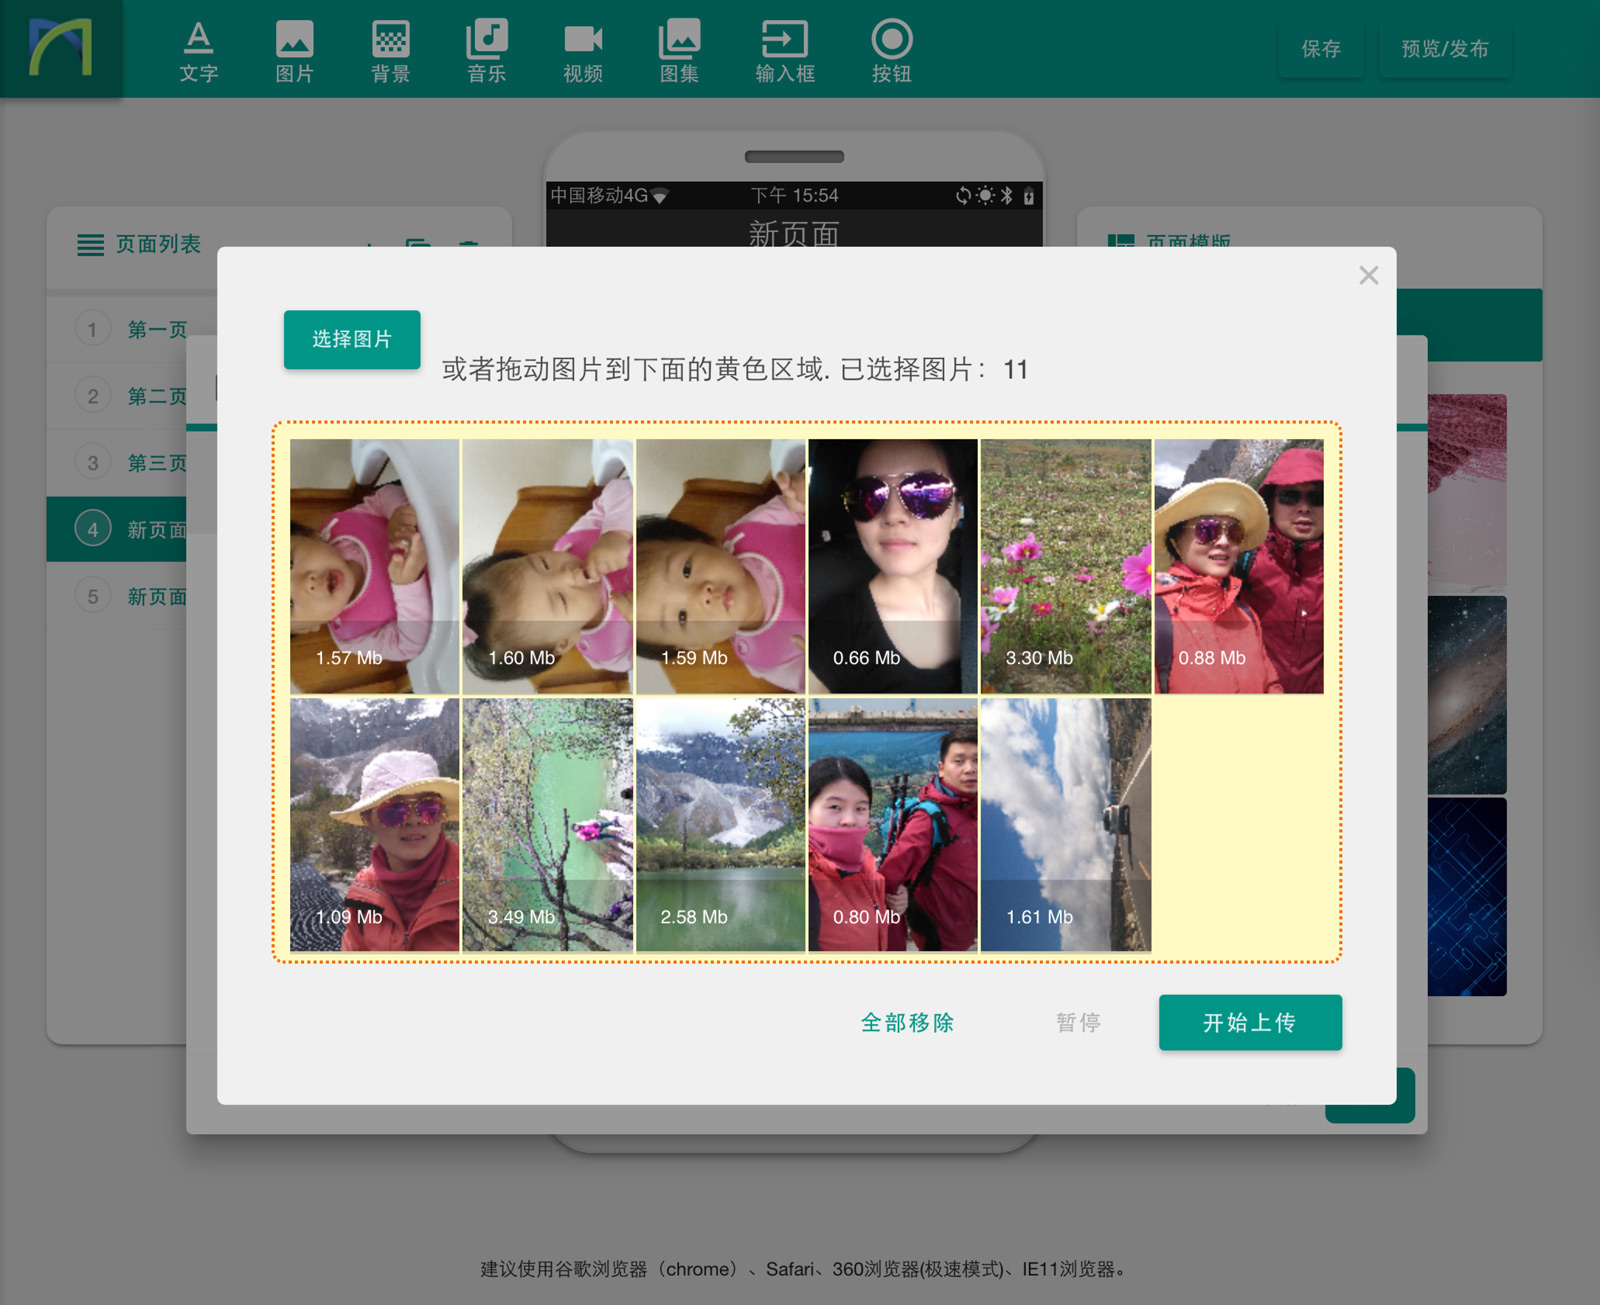 文字
图片
背景
音乐
视频
图集
输入框
按钮
保存
预览/发布
中国移动4G
下午 15:54
新页面
页面列表
页面模版
1 第一页
2 第二页
3 第三页
4 新页面
5 新页面
选择图片
或者拖动图片到下面的黄色区域. 已选择图片： 11
1.57 Mb
1.60 Mb
1.59 Mb
0.66 Mb
3.30 Mb
0.88 Mb
1.09 Mb
3.49 Mb
2.58 Mb
0.80 Mb
1.61 Mb
全部移除
暂停
开始上传
建议使用谷歌浏览器（chrome）、Safari、360浏览器(极速模式)、IE11浏览器。